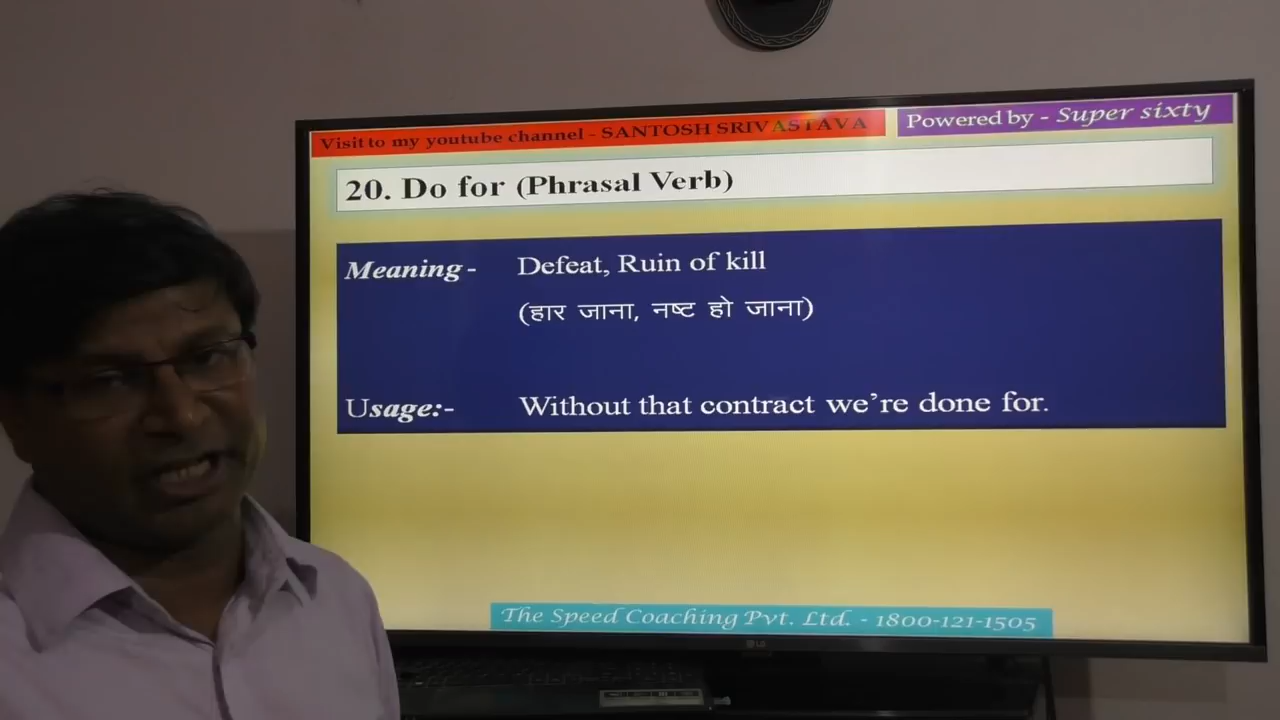 Visit to my youtube channel - SANTOSH SRIVASTAVA
Powered by - Super sixty
20. Do for (Phrasal Verb)
Meaning - Defeat, Ruin of kill
(हार जाना, नष्ट हो जाना)
Usage:- Without that contract we're done for.
The Speed Coaching Pvt. Ltd. - 1800-121-1505
LG